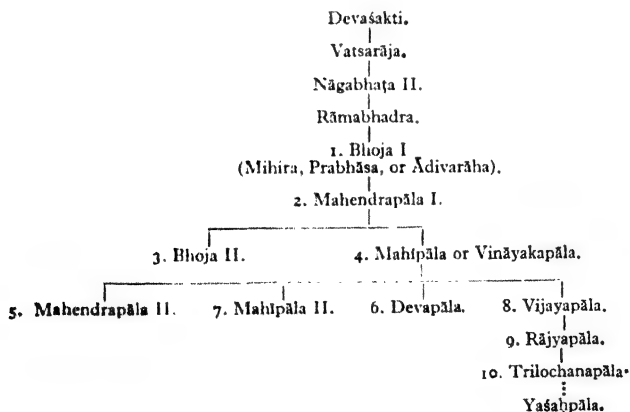 Devaśakti.
Vatsarāja.
Nāgabhaṭa II.
Rāmabhadra.
1. Bhoja I
(Mihira, Prabhāsa, or Ādivarāha).
2. Mahendrapāla I.
3. Bhoja II. 4. Mahīpāla or Vināyakapāla.
5. Mahendrapāla II. 7. Mahīpāla II. 6. Devapāla. 8. Vijayapāla.
9. Rājyapāla.
10. Trilochanapāla.
Yaśaḥpāla.